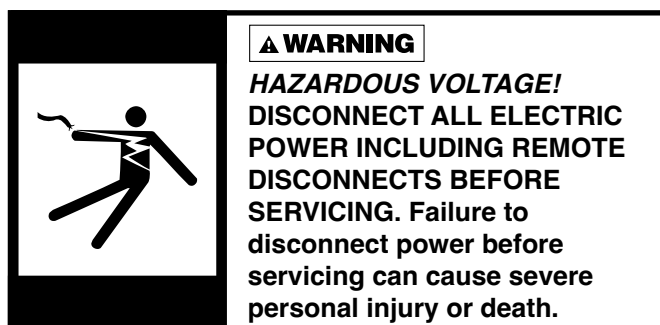 WARNING
HAZARDOUS VOLTAGE!
DISCONNECT ALL ELECTRIC
POWER INCLUDING REMOTE
DISCONNECTS BEFORE
SERVICING. Failure to
disconnect power before
servicing can cause severe
personal injury or death.